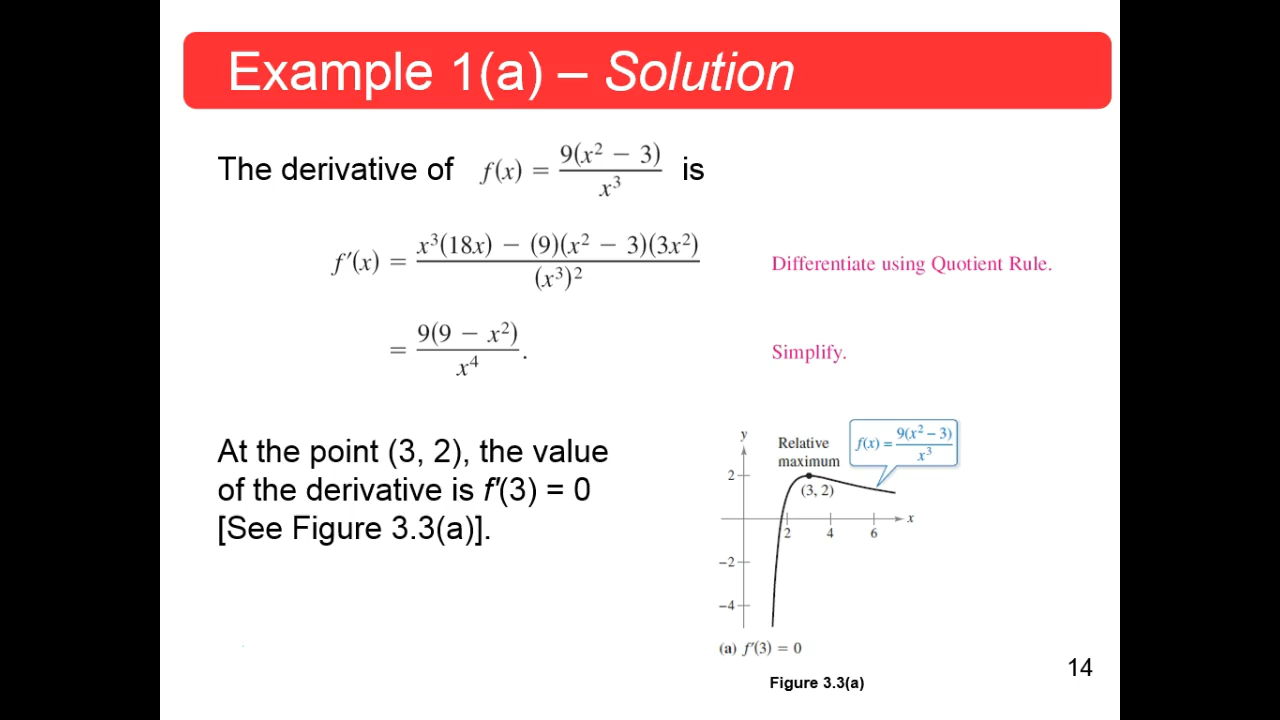 Example 1(a) – Solution
The derivative of f(x) = 9(x² – 3)/x³ is
f′(x) = (x³(18x) – (9)(x² – 3)(3x²))/(x³)²
Differentiate using Quotient Rule.
= 9(9 – x²)/x⁴.
Simplify.
At the point (3, 2), the value
of the derivative is f′(3) = 0
[See Figure 3.3(a)].
y
Relative
maximum
f(x) = 9(x² – 3)/x³
2
(3, 2)
x
2 4 6
–2
–4
(a) f′(3) = 0
Figure 3.3(a)
14